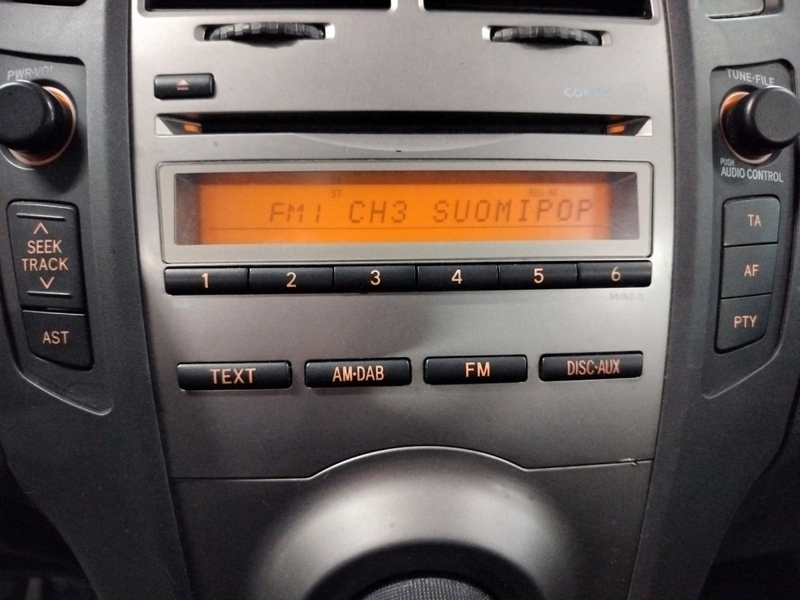 PWR·VOL
TUNE·FILE
PUSH
AUDIO CONTROL
ST
FM1 CH3 SUOMIPOP
SEEK
TRACK
AST
1 2 3 4 5 6
TA
AF
PTY
TEXT
AM·DAB
FM
DISC·AUX